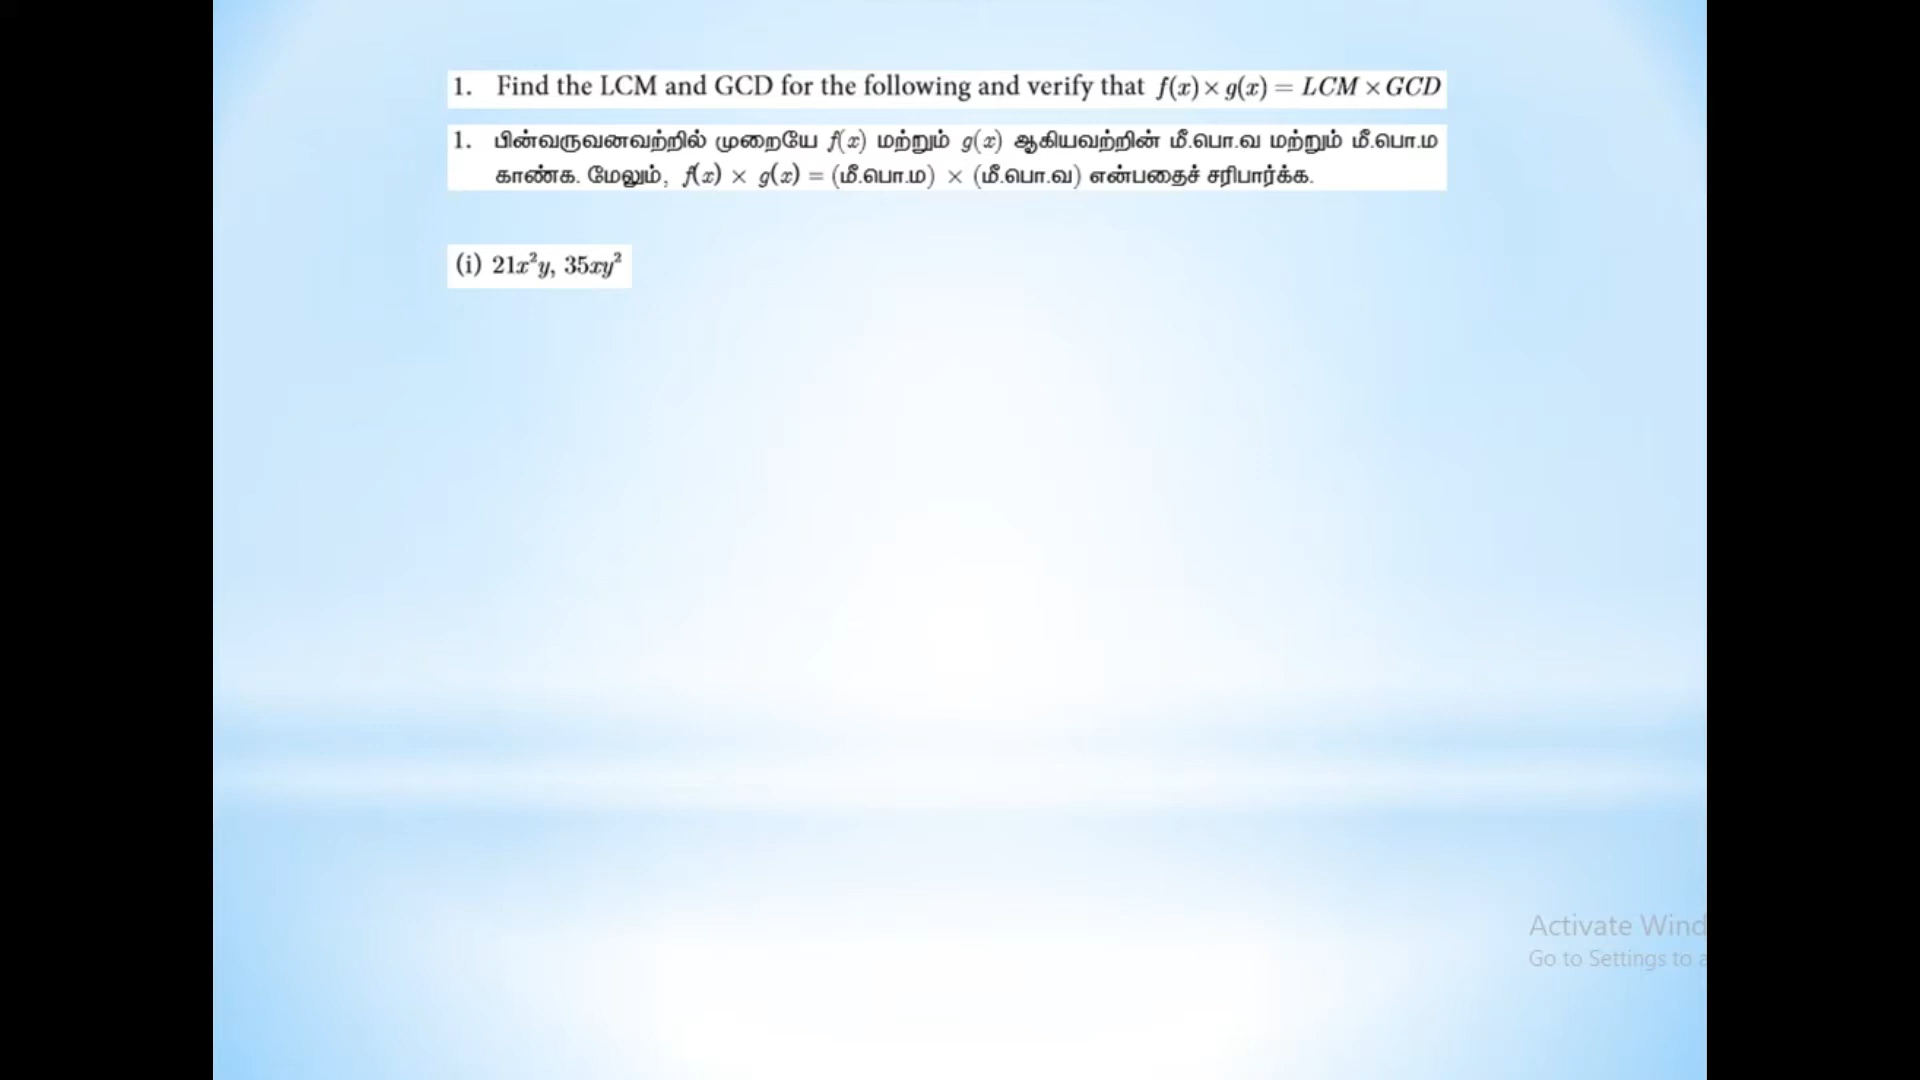 1. Find the LCM and GCD for the following and verify that f(x) × g(x) = LCM × GCD
1. பின்வருவனவற்றில் முறையே f(x) மற்றும் g(x) ஆகியவற்றின் மீ.பொ.வ மற்றும் மீ.பொ.ம
காண்க. மேலும், f(x) × g(x) = (மீ.பொ.ம) × (மீ.பொ.வ) என்பதைச் சரிபார்க்க.
(i) 21x²y, 35xy²
Activate Wind
Go to Settings to a